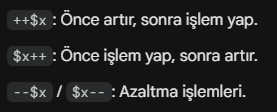 ++$x : Önce artır, sonra işlem yap.
$x++ : Önce işlem yap, sonra artır.
--$x / $x-- : Azaltma işlemleri.